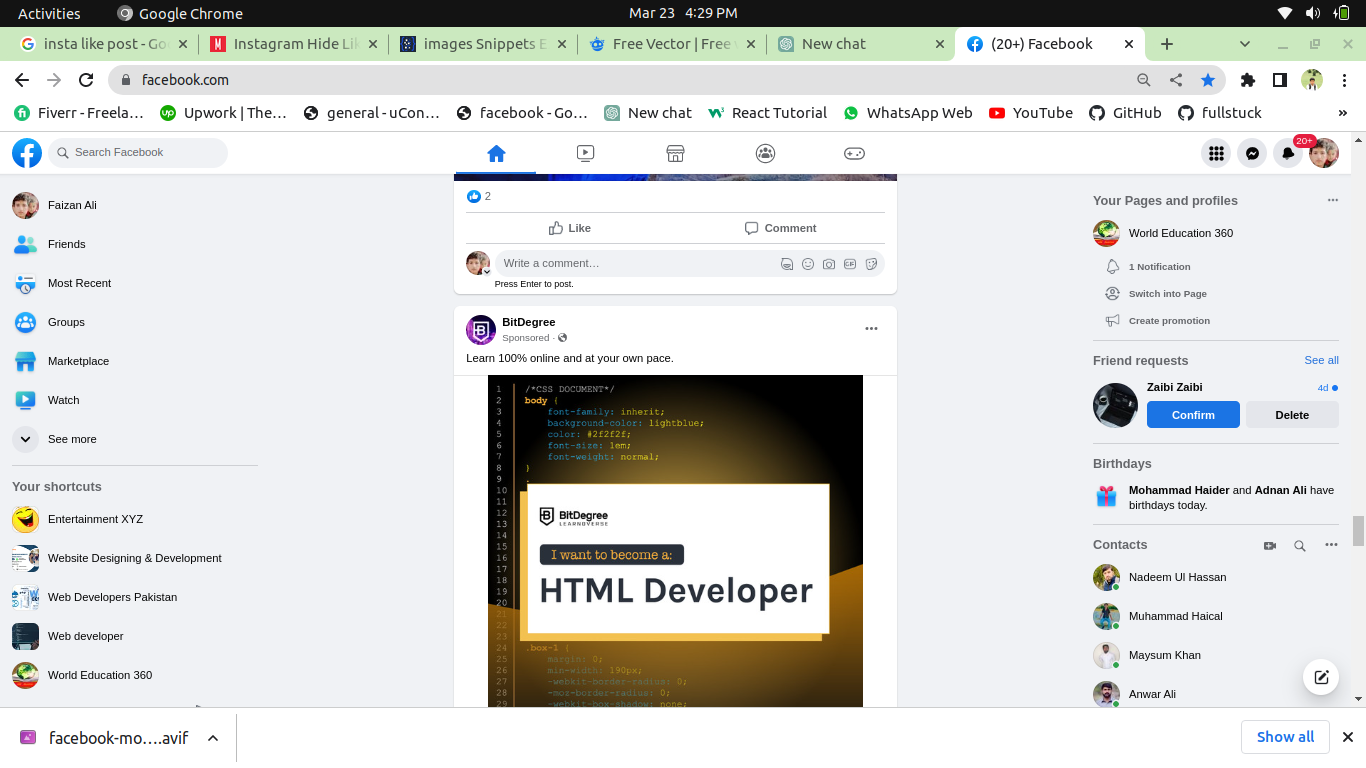 Activities
Google Chrome
Mar 23 4:29 PM
insta like post - Go
Instagram Hide Lik
images Snippets E
Free Vector | Free
New chat
(20+) Facebook
facebook.com
Fiverr - Freela…
Upwork | The…
general - uCon…
facebook - Go…
New chat
React Tutorial
WhatsApp Web
YouTube
GitHub
fullstuck
»
Search Facebook
20+
Faizan Ali
Friends
Most Recent
Groups
Marketplace
Watch
See more
Your shortcuts
Entertainment XYZ
Website Designing & Development
Web Developers Pakistan
Web developer
World Education 360
2
Like
Comment
Write a comment…
GIF
Press Enter to post.
BitDegree
Sponsored ·
Learn 100% online and at your own pace.
1 /*CSS DOCUMENT*/
2 body {
3 font-family: inherit;
4 background-color: lightblue;
5 color: #2f2f2f;
6 font-size: 1em;
7 font-weight: normal;
8 }
9 .
10
11
12
13
14
15
16
17
18
19
20
21
22
23
BitDegree
LEARNOVERSE
I want to become a:
HTML Developer
24 .box-1 {
25 margin: 0;
26 min-width: 190px;
27 -webkit-border-radius: 0;
28 -moz-border-radius: 0;
29 -webkit-box-shadow: none;
Your Pages and profiles
World Education 360
1 Notification
Switch into Page
Create promotion
Friend requests
See all
Zaibi Zaibi
4d
Confirm
Delete
Birthdays
Mohammad Haider and Adnan Ali have
birthdays today.
Contacts
Nadeem Ul Hassan
Muhammad Haical
Maysum Khan
Anwar Ali
facebook-mo….avif
Show all